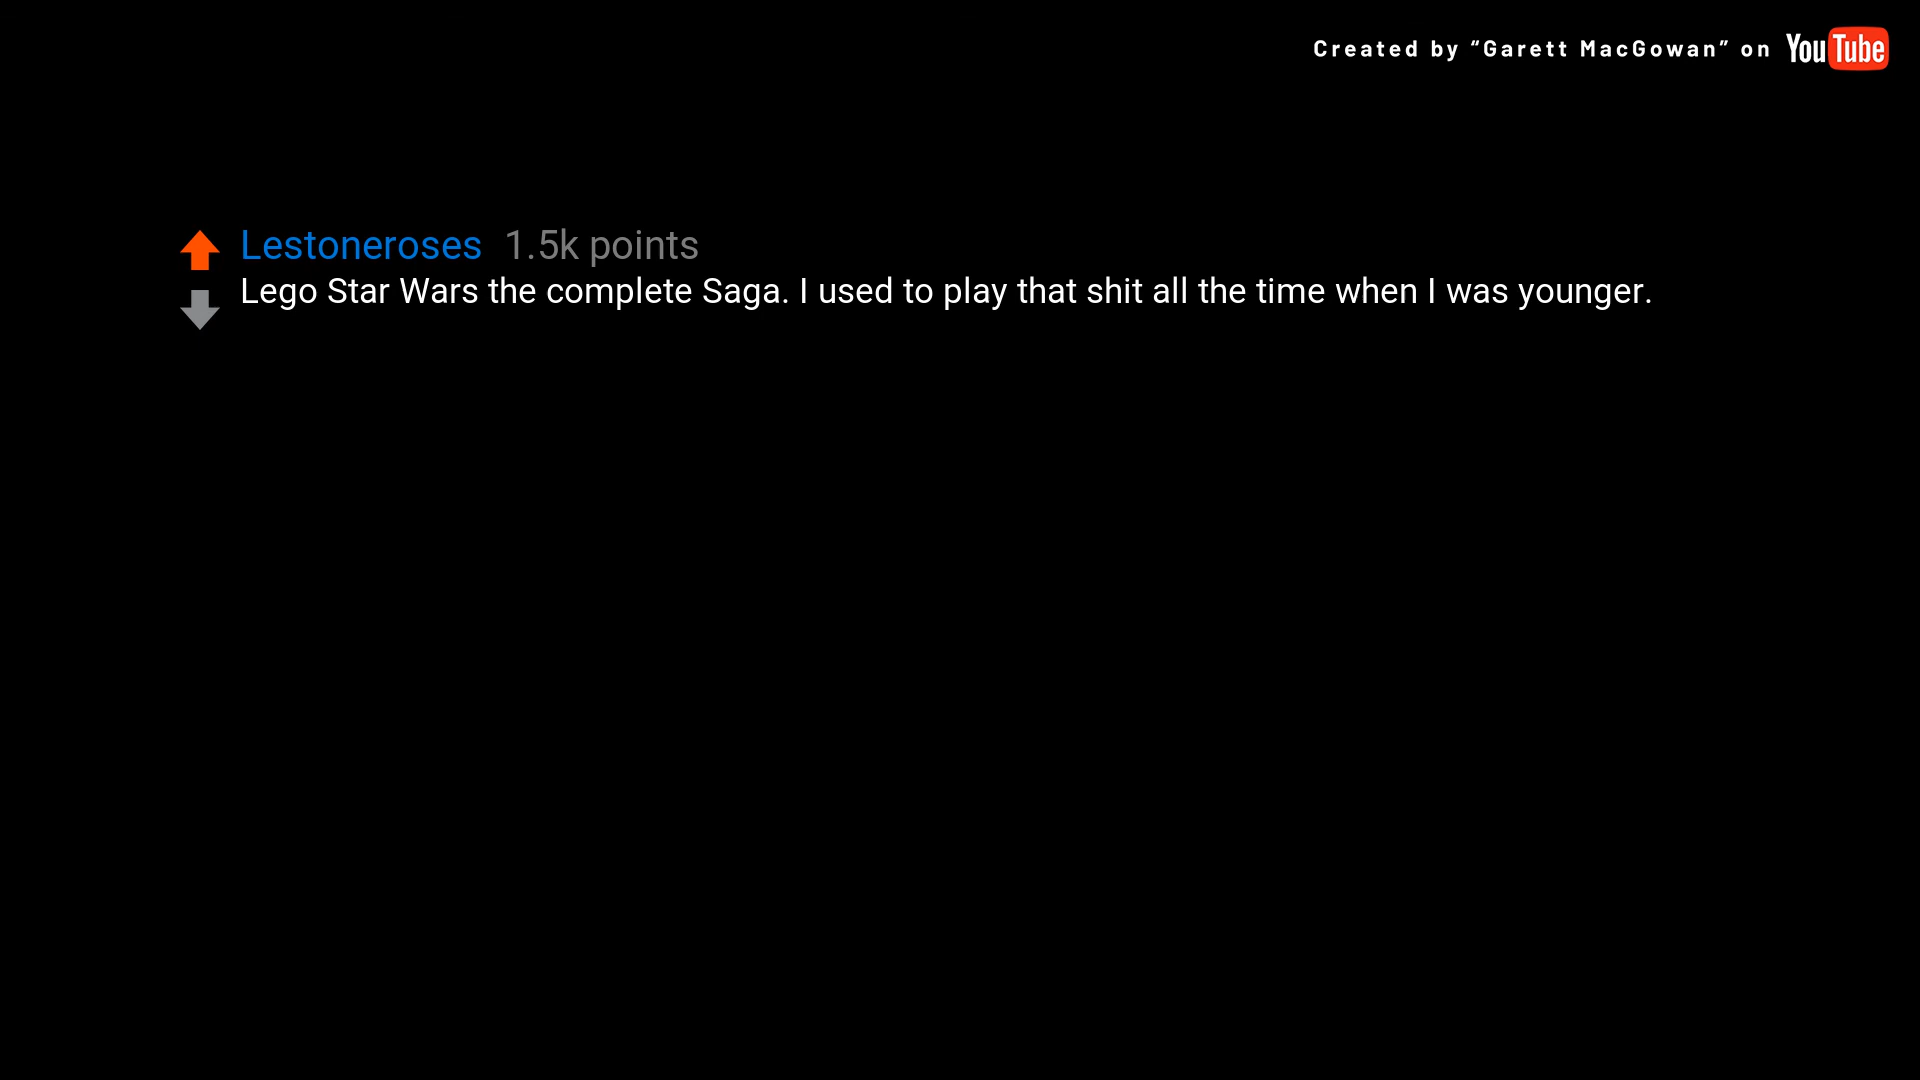 Created by “Garett MacGowan” on YouTube
Lestoneroses 1.5k points
Lego Star Wars the complete Saga. I used to play that shit all the time when I was younger.